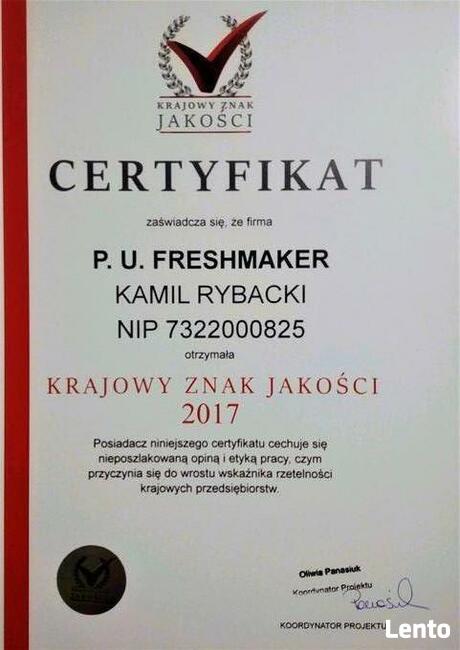 KRAJOWY ZNAK
JAKOŚCI
CERTYFIKAT
zaświadcza się, że firma
P. U. FRESHMAKER
KAMIL RYBACKI
NIP 7322000825
otrzymała
KRAJOWY ZNAK JAKOŚCI
2017
Posiadacz niniejszego certyfikatu cechuje się
nieposzlakowaną opiną i etyką pracy, czym
przyczynia się do wrostu wskaźnika rzetelności
krajowych przedsiębiorstw.
Oliwia Panasiuk
Koordynator Projektu
KOORDYNATOR PROJEKTU
Lento